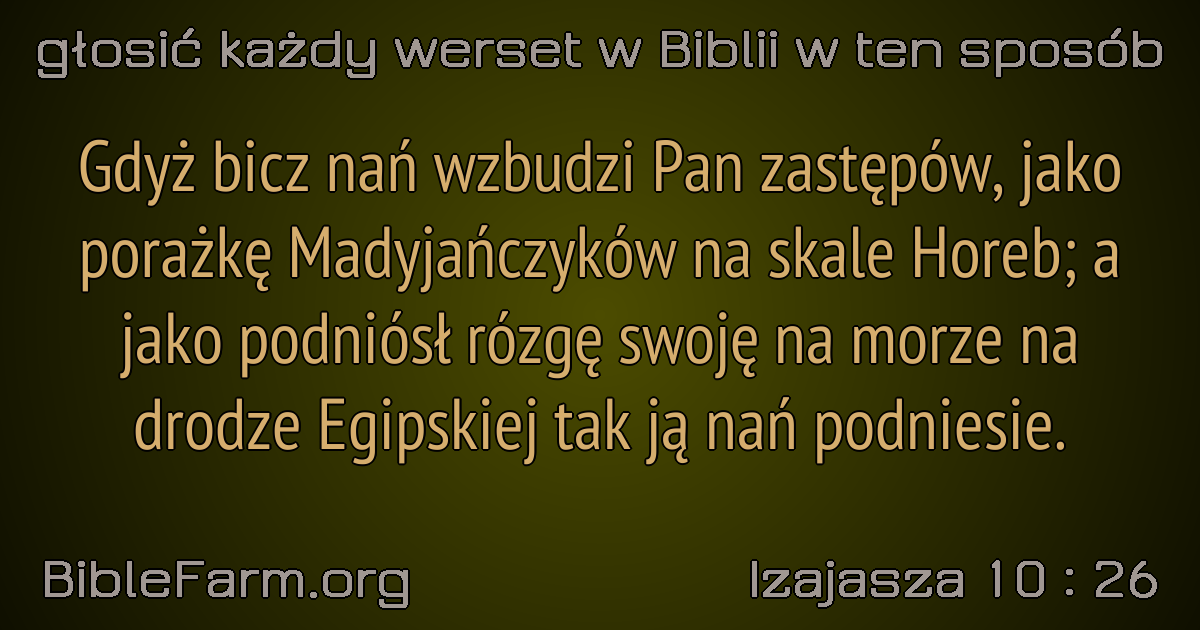 głosić każdy werset w Biblii w ten sposób
Gdyż bicz nań wzbudzi Pan zastępów, jako
porażkę Madyjańczyków na skale Horeb; a
jako podniósł rózgę swoję na morze na
drodze Egipskiej tak ją nań podniesie.
BibleFarm.org
Izajasza 10 : 26